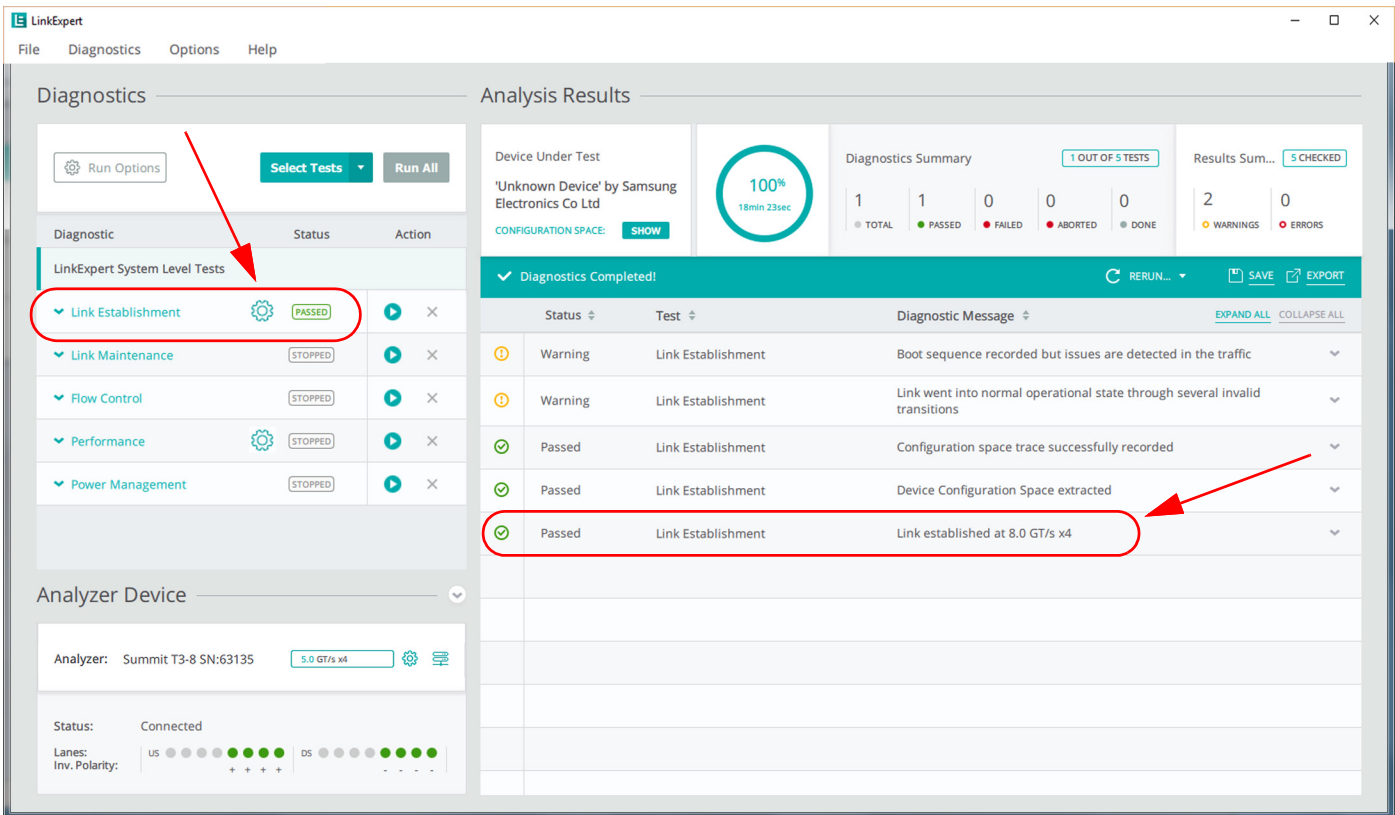 LinkExpert
File Diagnostics Options Help
Diagnostics
Run Options Select Tests Run All
Diagnostic Status Action
LinkExpert System Level Tests
Link Establishment PASSED
Link Maintenance STOPPED
Flow Control STOPPED
Performance STOPPED
Power Management STOPPED
Analyzer Device
Analyzer: Summit T3-8 SN:63135 5.0 GT/s x4
Status: Connected
Lanes: US DS
Inv. Polarity: + + + + - - - -
Analysis Results
Device Under Test
'Unknown Device' by Samsung
Electronics Co Ltd
CONFIGURATION SPACE: SHOW
100%
18min 23sec
Diagnostics Summary 1 OUT OF 5 TESTS
1 1 0 0 0
TOTAL PASSED FAILED ABORTED DONE
Results Sum... 5 CHECKED
2 0
WARNINGS ERRORS
Diagnostics Completed! RERUN... SAVE EXPORT
Status Test Diagnostic Message EXPAND ALL COLLAPSE ALL
Warning Link Establishment Boot sequence recorded but issues are detected in the traffic
Warning Link Establishment Link went into normal operational state through several invalid
transitions
Passed Link Establishment Configuration space trace successfully recorded
Passed Link Establishment Device Configuration Space extracted
Passed Link Establishment Link established at 8.0 GT/s x4